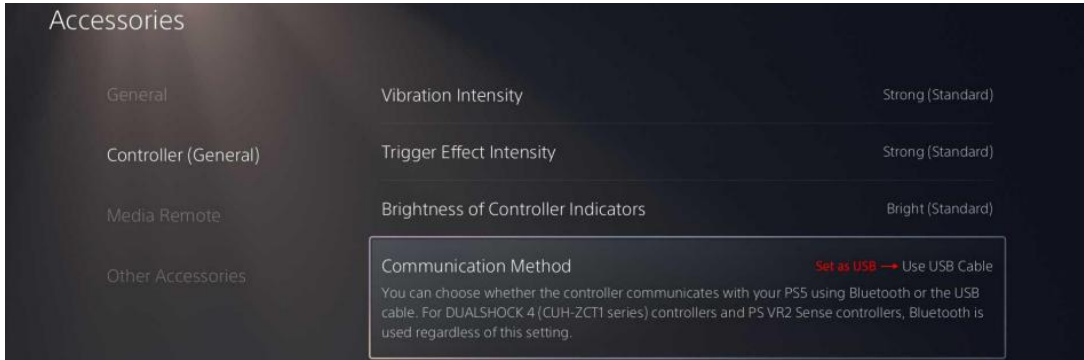 Accessories
General
Controller (General)
Media Remote
Other Accessories
Vibration Intensity Strong (Standard)
Trigger Effect Intensity Strong (Standard)
Brightness of Controller Indicators Bright (Standard)
Communication Method Set as USB → Use USB Cable
You can choose whether the controller communicates with your PS5 using Bluetooth or the USB
cable. For DUALSHOCK 4 (CUH-ZCT1 series) controllers and PS VR2 Sense controllers, Bluetooth is
used regardless of this setting.